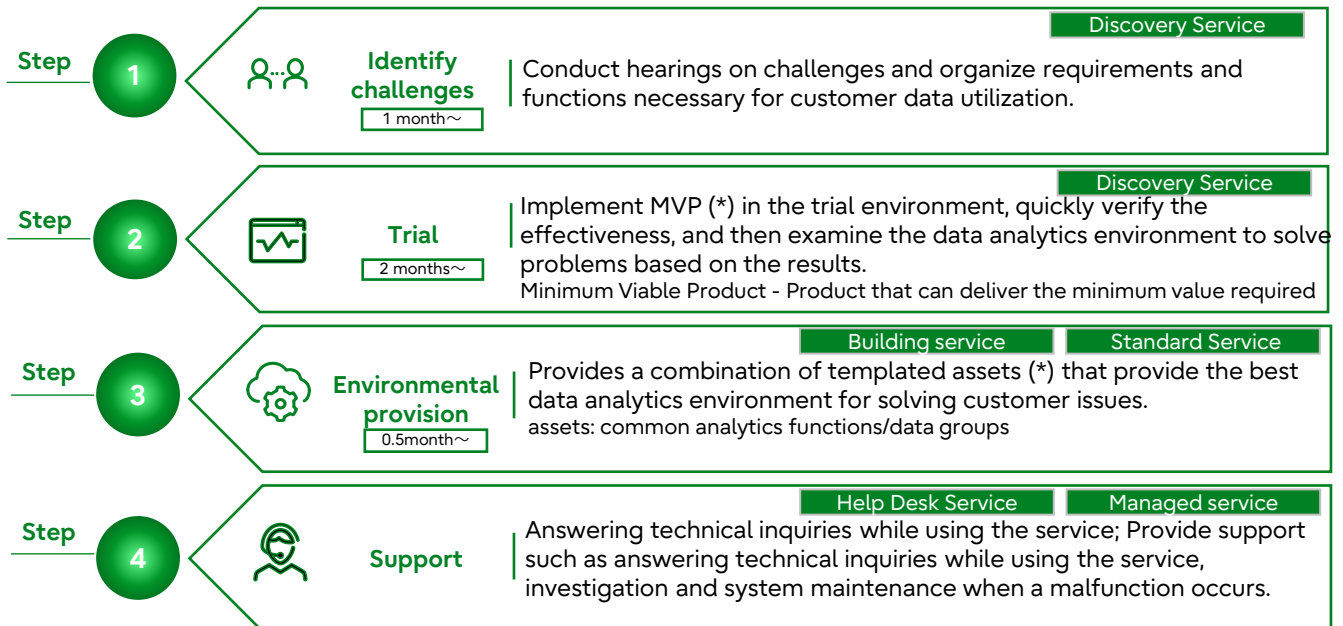 Discovery Service
Step
1
Identify
challenges
1 month～
Conduct hearings on challenges and organize requirements and
functions necessary for customer data utilization.
Discovery Service
Step
2
Trial
2 months～
Implement MVP (*) in the trial environment, quickly verify the
effectiveness, and then examine the data analytics environment to solve
problems based on the results.
Minimum Viable Product - Product that can deliver the minimum value required
Building service
Standard Service
Step
3
Environmental
provision
0.5month～
Provides a combination of templated assets (*) that provide the best
data analytics environment for solving customer issues.
assets: common analytics functions/data groups
Help Desk Service
Managed service
Step
4
Support
Answering technical inquiries while using the service; Provide support
such as answering technical inquiries while using the service,
investigation and system maintenance when a malfunction occurs.